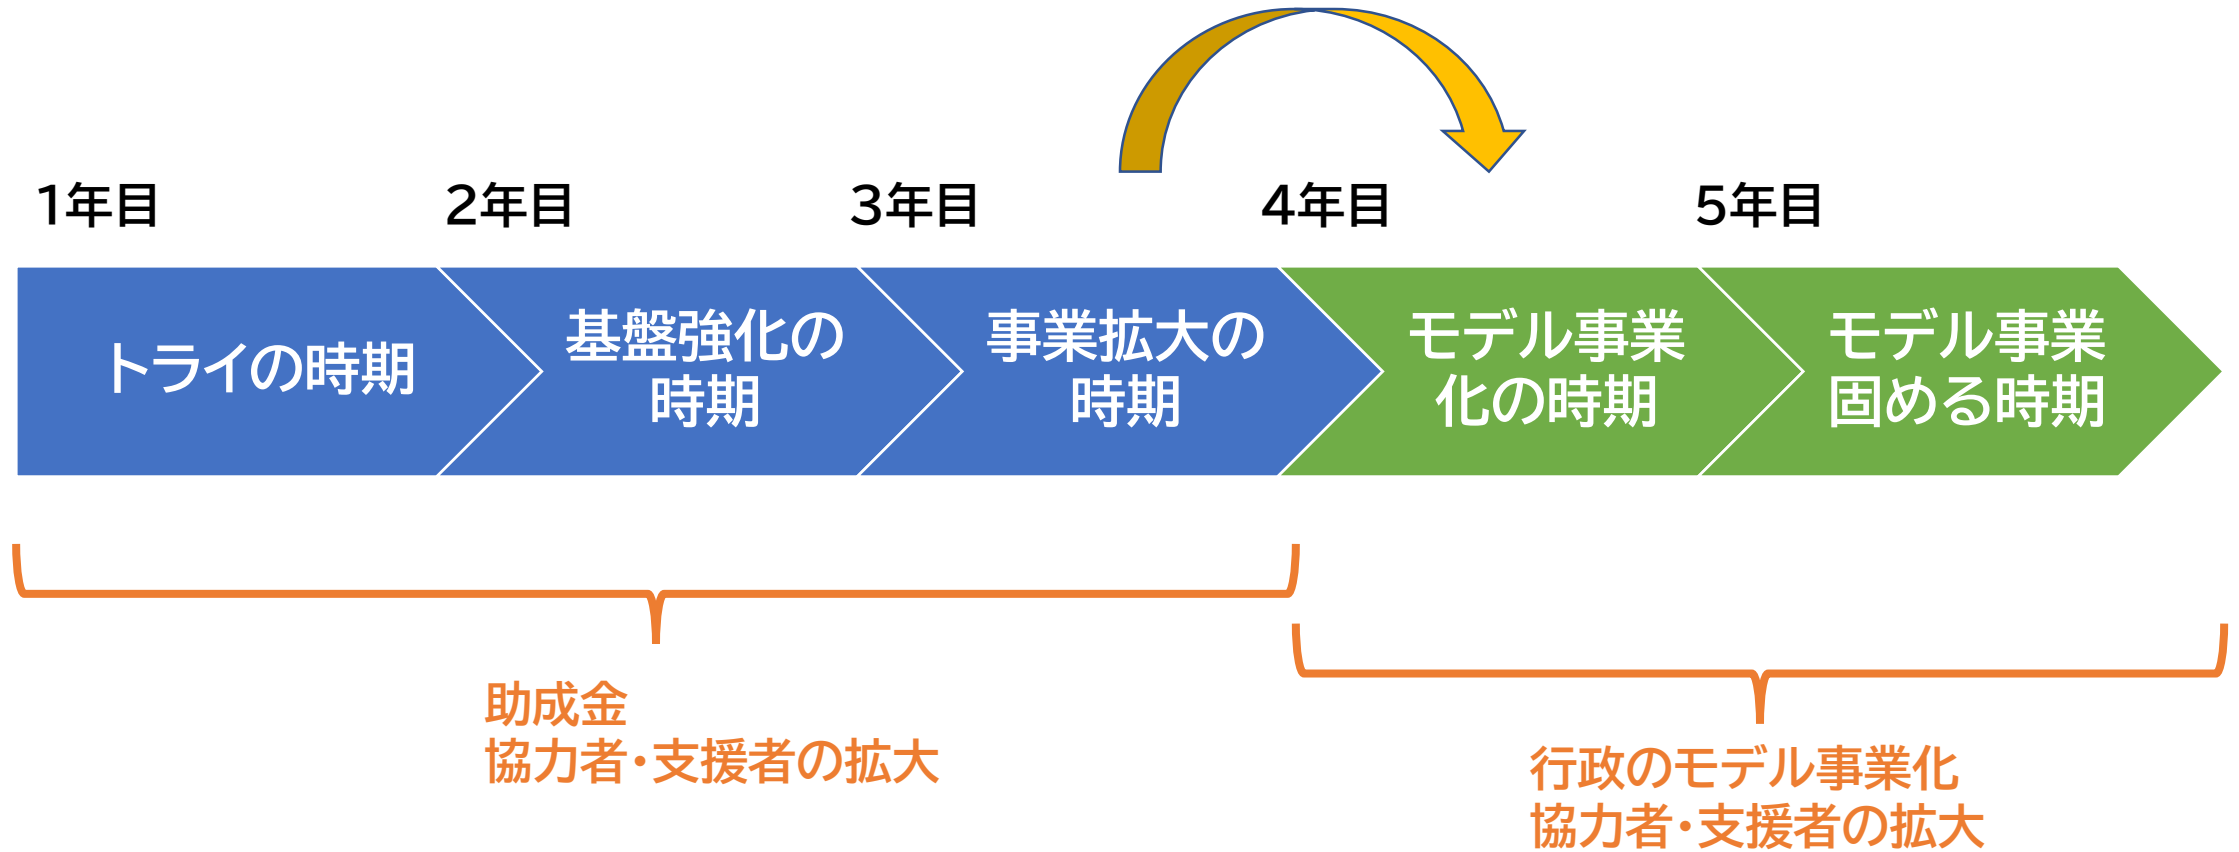 1年目
2年目
3年目
4年目
5年目
トライの時期
基盤強化の
時期
事業拡大の
時期
モデル事業
化の時期
モデル事業
固める時期
助成金
協力者・支援者の拡大
行政のモデル事業化
協力者・支援者の拡大